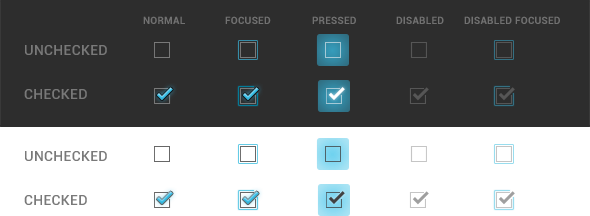 NORMAL FOCUSED PRESSED DISABLED DISABLED FOCUSED
UNCHECKED
CHECKED
UNCHECKED
CHECKED